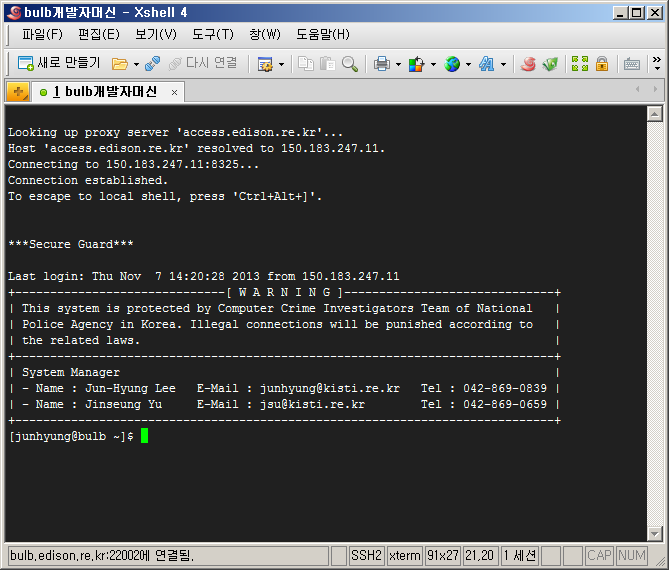 bulb개발자머신 - Xshell 4
파일(F) 편집(E) 보기(V) 도구(T) 창(W) 도움말(H)
새로 만들기 다시 연결
1 bulb개발자머신
Looking up proxy server 'access.edison.re.kr'...
Host 'access.edison.re.kr' resolved to 150.183.247.11.
Connecting to 150.183.247.11:8325...
Connection established.
To escape to local shell, press 'Ctrl+Alt+]'.
***Secure Guard***
Last login: Thu Nov  7 14:20:28 2013 from 150.183.247.11
+------------------------------[ W A R N I N G ]------------------------------+
| This system is protected by Computer Crime Investigators Team of National   |
| Police Agency in Korea. Illegal connections will be punished according to   |
| the related laws.                                                           |
+-----------------------------------------------------------------------------+
| System Manager                                                              |
| - Name : Jun-Hyung Lee   E-Mail : junhyung@kisti.re.kr   Tel : 042-869-0839 |
| - Name : Jinseung Yu     E-Mail : jsu@kisti.re.kr        Tel : 042-869-0659 |
+-----------------------------------------------------------------------------+
[junhyung@bulb ~]$
bulb.edison.re.kr:22002에 연결됨. SSH2 xterm 91x27 21,20 1 세션 CAP NUM